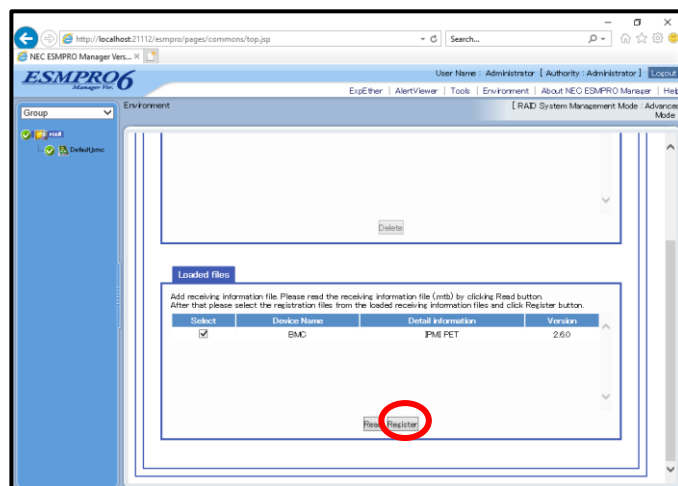 http://localhost:21112/esmpro/pages/commons/top.jsp
Search...
NEC ESMPRO Manager Vers...
ESMPRO6
Manager Ver.
User Name : Administrator [ Authority : Administrator ] Logout
ExpEther | AlertViewer | Tools | Environment | About NEC ESMPRO Manager | Help
Group
Environment
[ RAID System Management Mode : Advanced
Mode
root
Default.bmc
Delete
Loaded files
Add receiving information file. Please read the receiving information file (mtb) by clicking Read button.
After that please select the registration files from the loaded receiving information files and click Register button.
Select Device Name Detail information Version
BMC IPMI PET 2.6.0
Read Register